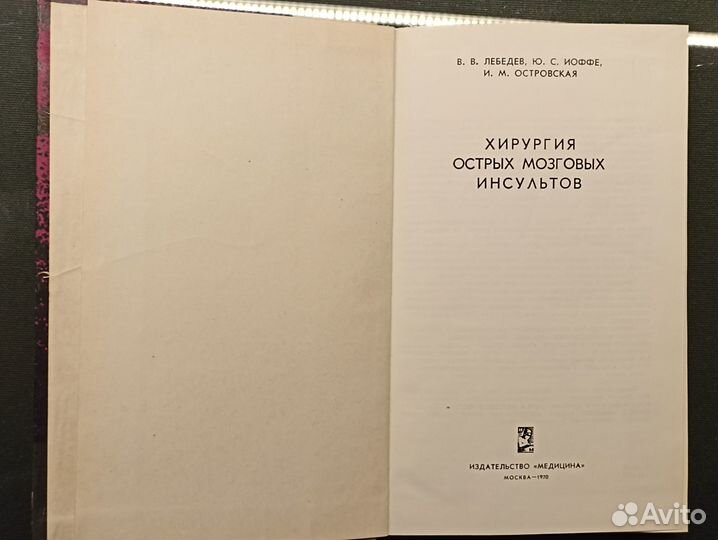 В. В. ЛЕБЕДЕВ, Ю. С. ИОФФЕ,
И. М. ОСТРОВСКАЯ
ХИРУРГИЯ
ОСТРЫХ МОЗГОВЫХ
ИНСУЛЬТОВ
ИЗДАТЕЛЬСТВО «МЕДИЦИНА»
МОСКВА—1970
Avito